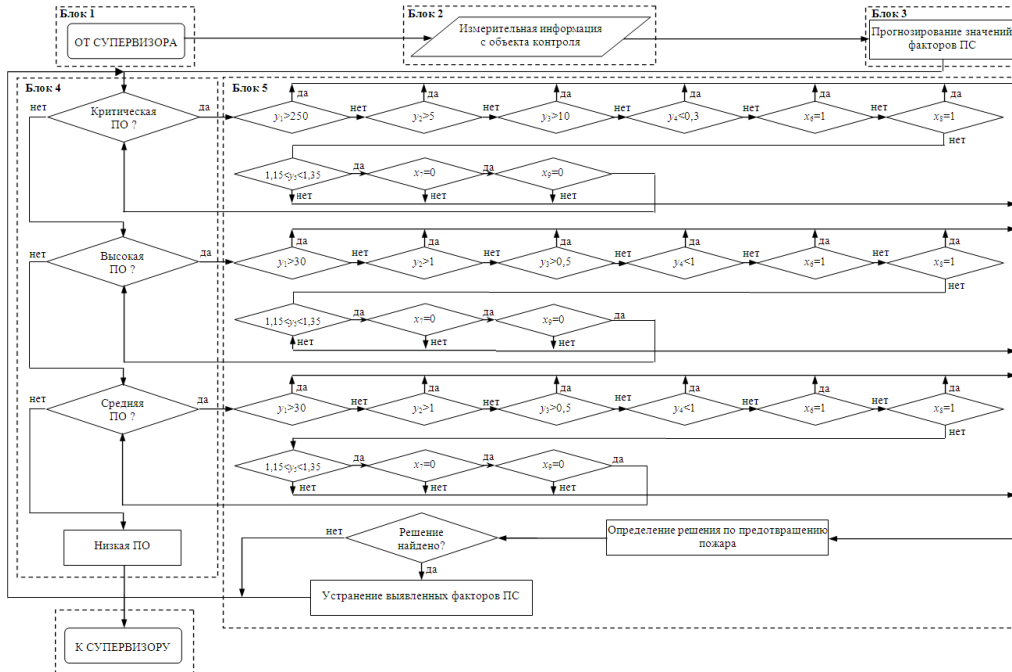 Блок 1
ОТ СУПЕРВИЗОРА
Блок 2
Измерительная информация
с объекта контроля
Блок 3
Прогнозирование значений
факторов ПС
Блок 4
нет
Критическая
ПО ?
да
Блок 5
y₁>250
да
нет
y₂>5
да
нет
y₃>10
да
нет
y₄<0,3
да
нет
x₆=1
да
нет
x₈=1
да
нет
1,15<y₅<1,35
да
нет
x₇=0
да
нет
x₉=0
да
нет
нет
Высокая
ПО ?
да
y₁>30
да
нет
y₂>1
да
нет
y₃>0,5
да
нет
y₄<1
да
нет
x₆=1
да
нет
x₈=1
да
нет
1,15<y₅<1,35
да
нет
x₇=0
да
нет
x₉=0
да
нет
нет
Средняя
ПО ?
да
y₁>30
да
нет
y₂>1
да
нет
y₃>0,5
да
нет
y₄<1
да
нет
x₆=1
да
нет
x₈=1
да
нет
1,15<y₅<1,35
да
нет
x₇=0
да
нет
x₉=0
да
нет
Низкая ПО
нет
Решение
найдено?
да
Определение решения по предотвращению
пожара
Устранение выявленных факторов ПС
К СУПЕРВИЗОРУ